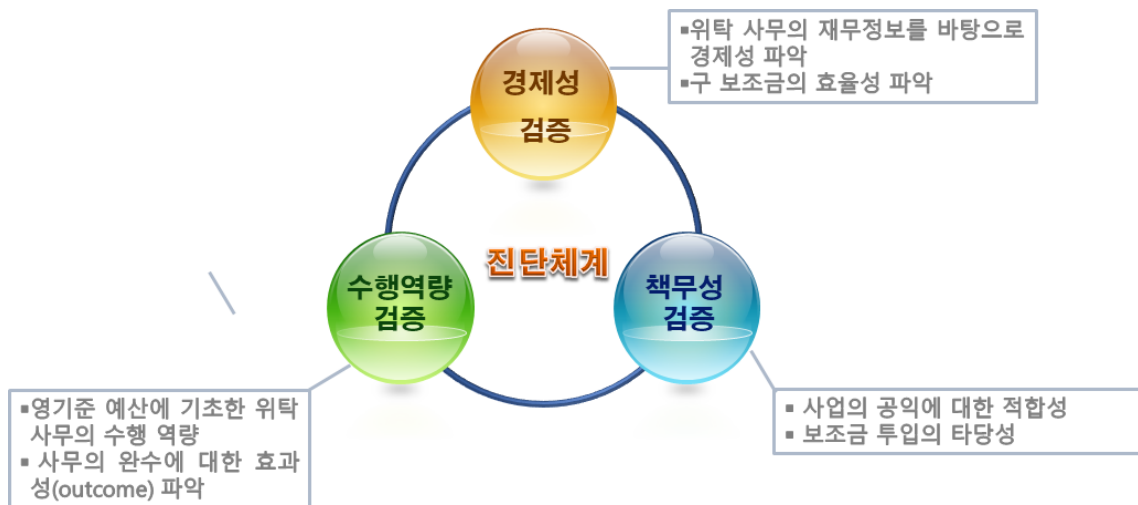 ▪위탁 사무의 재무정보를 바탕으로
경제성 파악
▪구 보조금의 효율성 파악
경제성
검증
진단체계
수행역량
검증
책무성
검증
▪영기준 예산에 기초한 위탁
사무의 수행 역량
▪ 사무의 완수에 대한 효과
성(outcome) 파악
▪ 사업의 공익에 대한 적합성
▪ 보조금 투입의 타당성